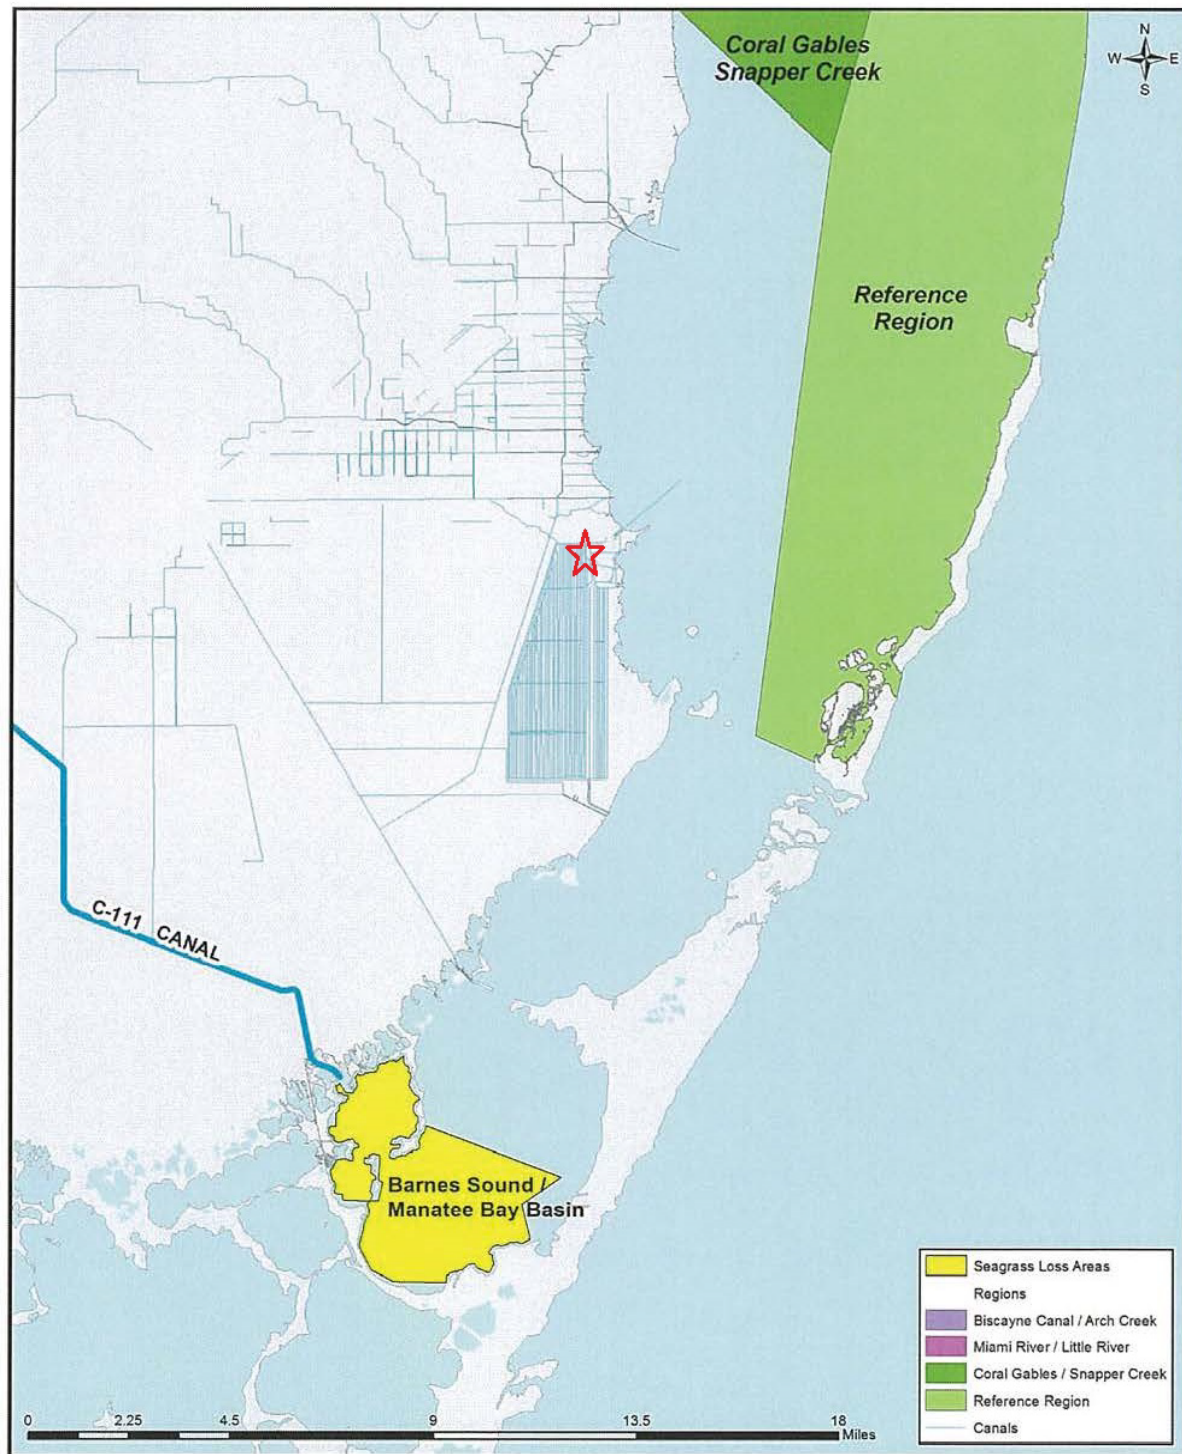 Coral Gables
Snapper Creek
N
W E
S
Reference
Region
C-111 CANAL
Barnes Sound /
Manatee Bay Basin
Seagrass Loss Areas
Regions
Biscayne Canal / Arch Creek
Miami River / Little River
Coral Gables / Snapper Creek
Reference Region
Canals
0 2.25 4.5 9 13.5 18
Miles